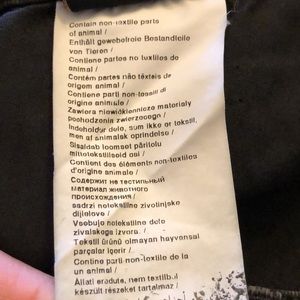 Contain non-textile parts
of animal /
Enthält gewebefreie Bestandteile
von Tieren /
Contiene partes no textiles de
animal /
Contém partes não têxteis de
origem animal /
Contiene parti non-tessili di
origine animale /
Zawiera niewłókiennicze materiały
pochodzenia zwierzęcego /
Indeholder dele, som ikke er tekstil,
men af animalsk oprindelse /
Sisaldab loomset päritolu
mittetekstiilseid osi /
Contient des éléments non-textiles
d'origine animale /
Содержит не тестильный
материал животного
происхождения /
sadrži netekstilne životinjske
dijelove /
Vsebujo netekstilne dele
živalskega izvora /
Tekstil ürünü olmayan hayvansal
parçalar içerir /
Contine parti non-textile de la
un animal /
Állati eredute, nem textilből
készült részeket tartalmaz /